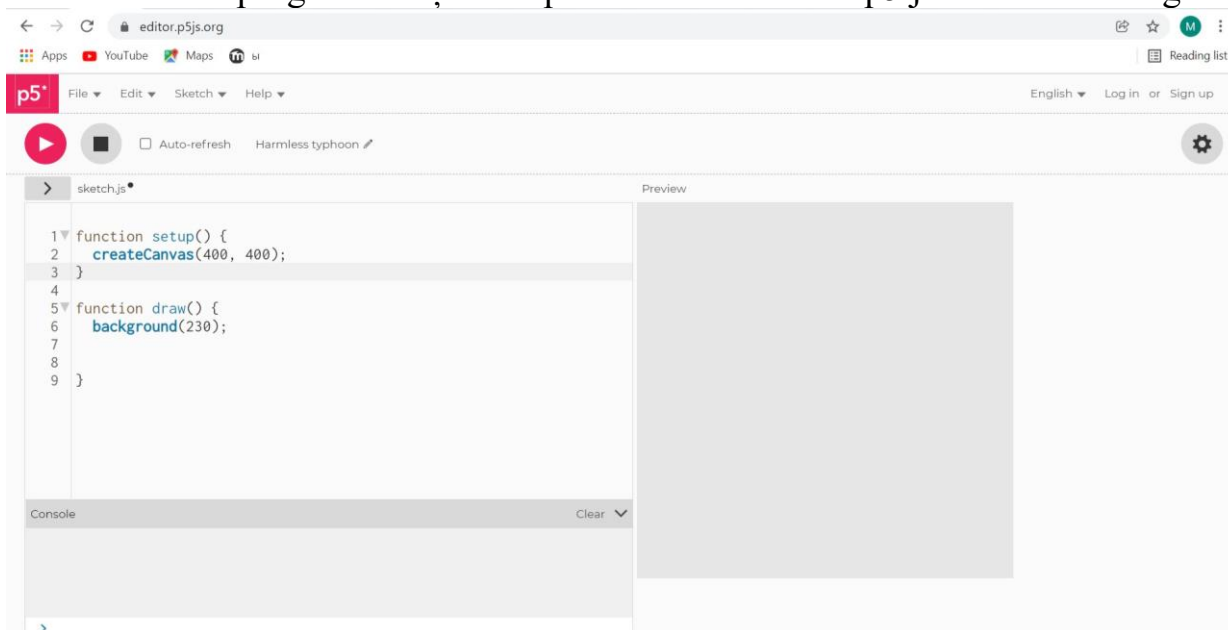 editor.p5js.org
M
Apps YouTube Maps m ы
Reading list
p5* File Edit Sketch Help English Log in or Sign up
Auto-refresh Harmless typhoon
> sketch.js Preview
1 function setup() {
2 createCanvas(400, 400);
3 }
4
5 function draw() {
6 background(230);
7
8
9 }
Console Clear
>